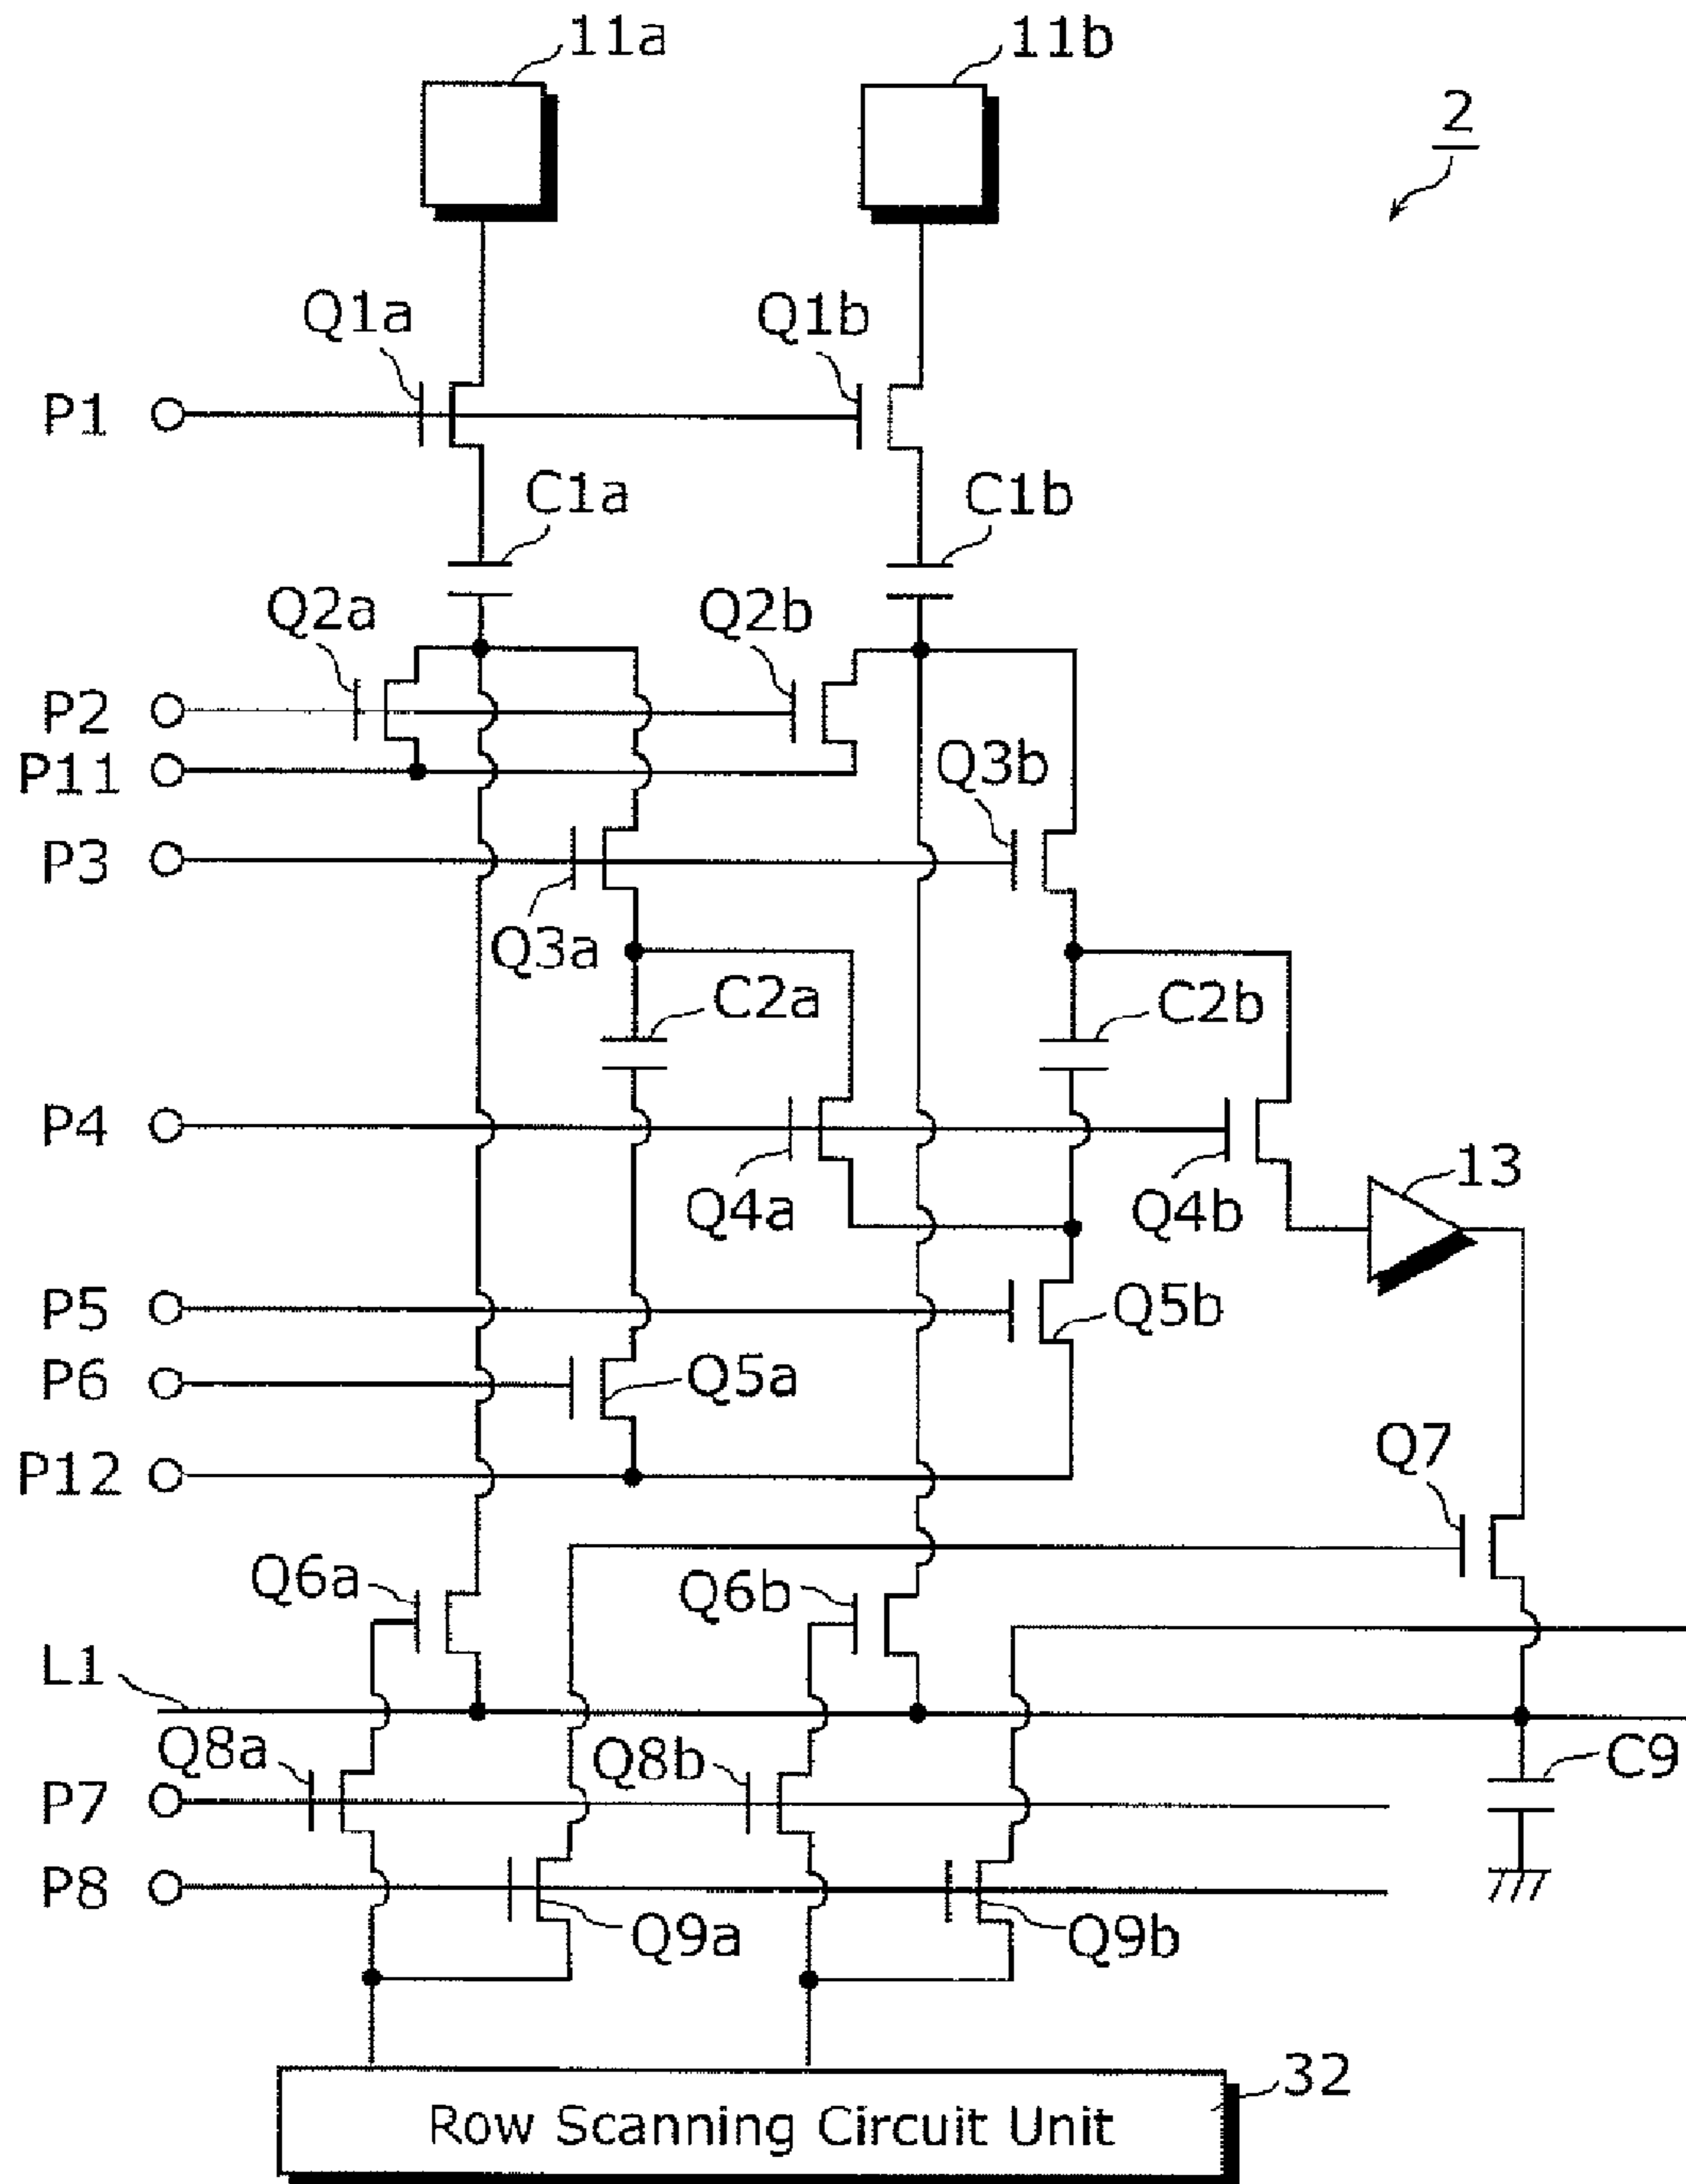 11a 11b
2
Q1a Q1b
P1
C1a C1b
Q2a Q2b
P2
P11
Q3b
P3
Q3a
C2a C2b
P4
Q4a Q4b 13
P5
Q5b
P6
Q5a
P12
Q7
Q6a Q6b
L1
Q8a Q8b C9
P7
P8
Q9a Q9b
32
Row Scanning Circuit Unit